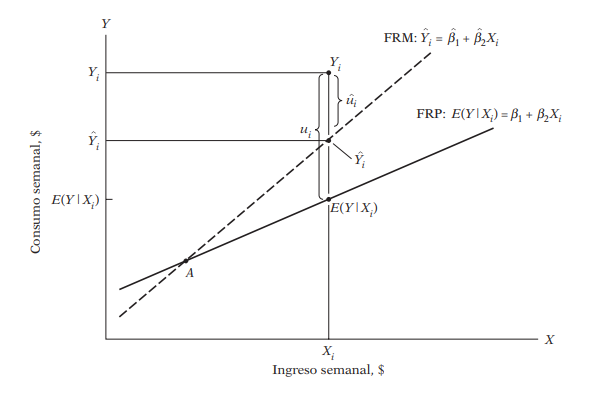 Y
FRM: Ŷᵢ = β̂₁ + β̂₂Xᵢ
Yᵢ
Yᵢ
ûᵢ
FRP: E(Y | Xᵢ) = β₁ + β₂Xᵢ
uᵢ
Ŷᵢ
Ŷᵢ
E(Y | Xᵢ)
E(Y | Xᵢ)
Consumo semanal, $
A
X
Xᵢ
Ingreso semanal, $